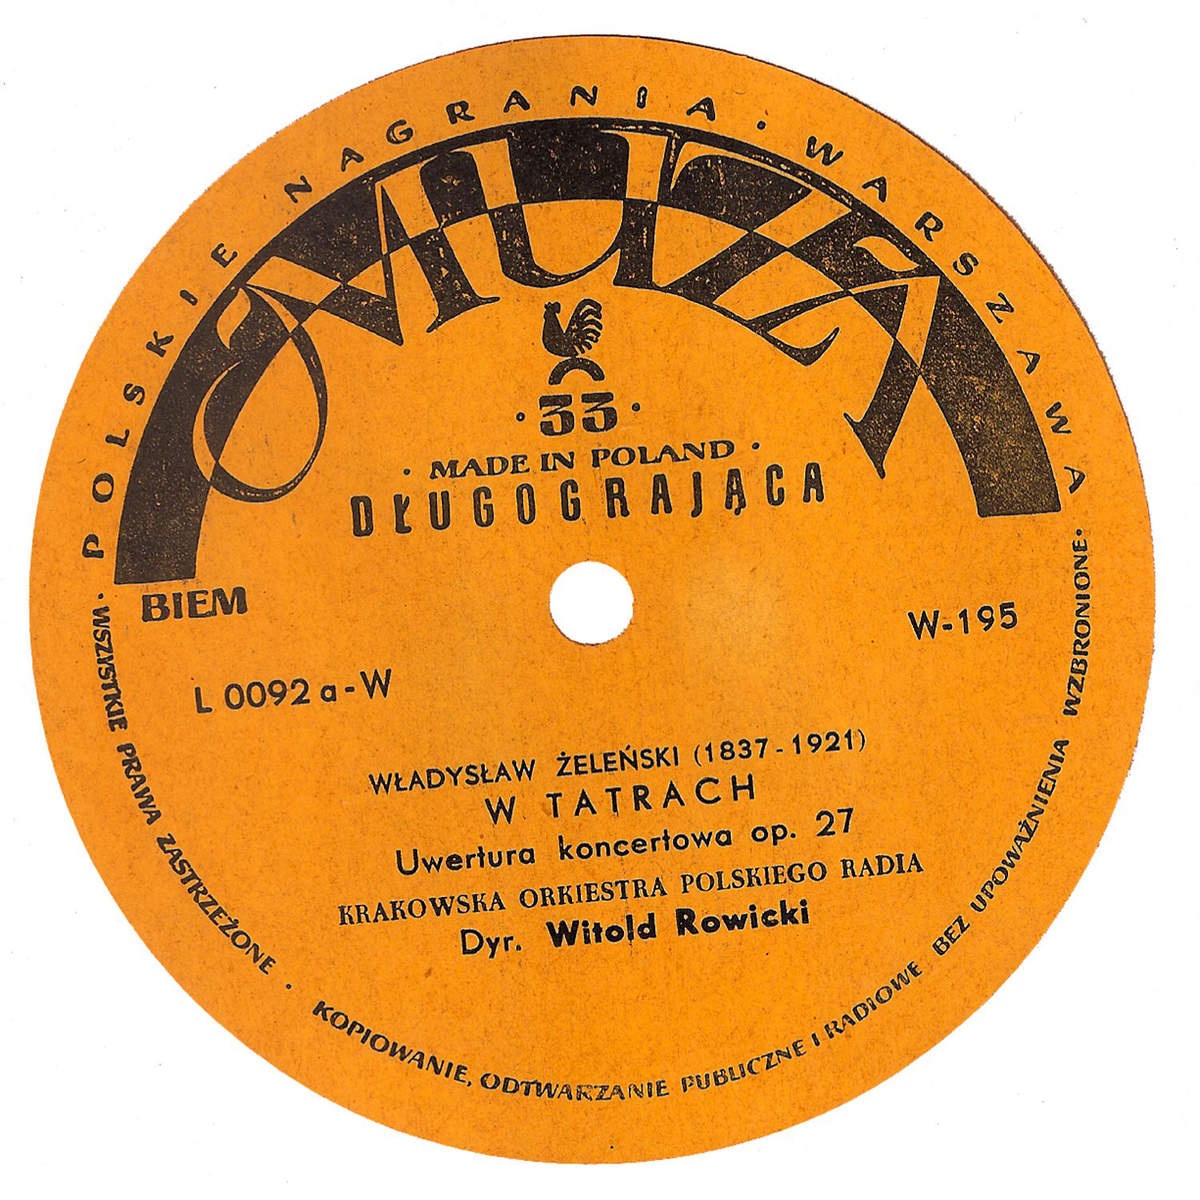 POLSKIE NAGRANIA · WARSZAWA
MUZA
· 33 ·
· MADE IN POLAND ·
DŁUGOGRAJĄCA
BIEM
W-195
L 0092 a - W
WŁADYSŁAW ŻELEŃSKI (1837 - 1921)
W TATRACH
Uwertura koncertowa op. 27
KRAKOWSKA ORKIESTRA POLSKIEGO RADIA
Dyr. Witold Rowicki
· WSZYSTKIE PRAWA ZASTRZEŻONE · KOPIOWANIE, ODTWARZANIE PUBLICZNE I RADIOWE BEZ UPOWAŻNIENIA WZBRONIONE·